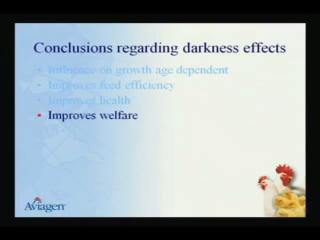 Conclusions regarding darkness effects
Influence on growth age dependent
Improves feed efficiency
Improves health
Improves welfare
Aviagen